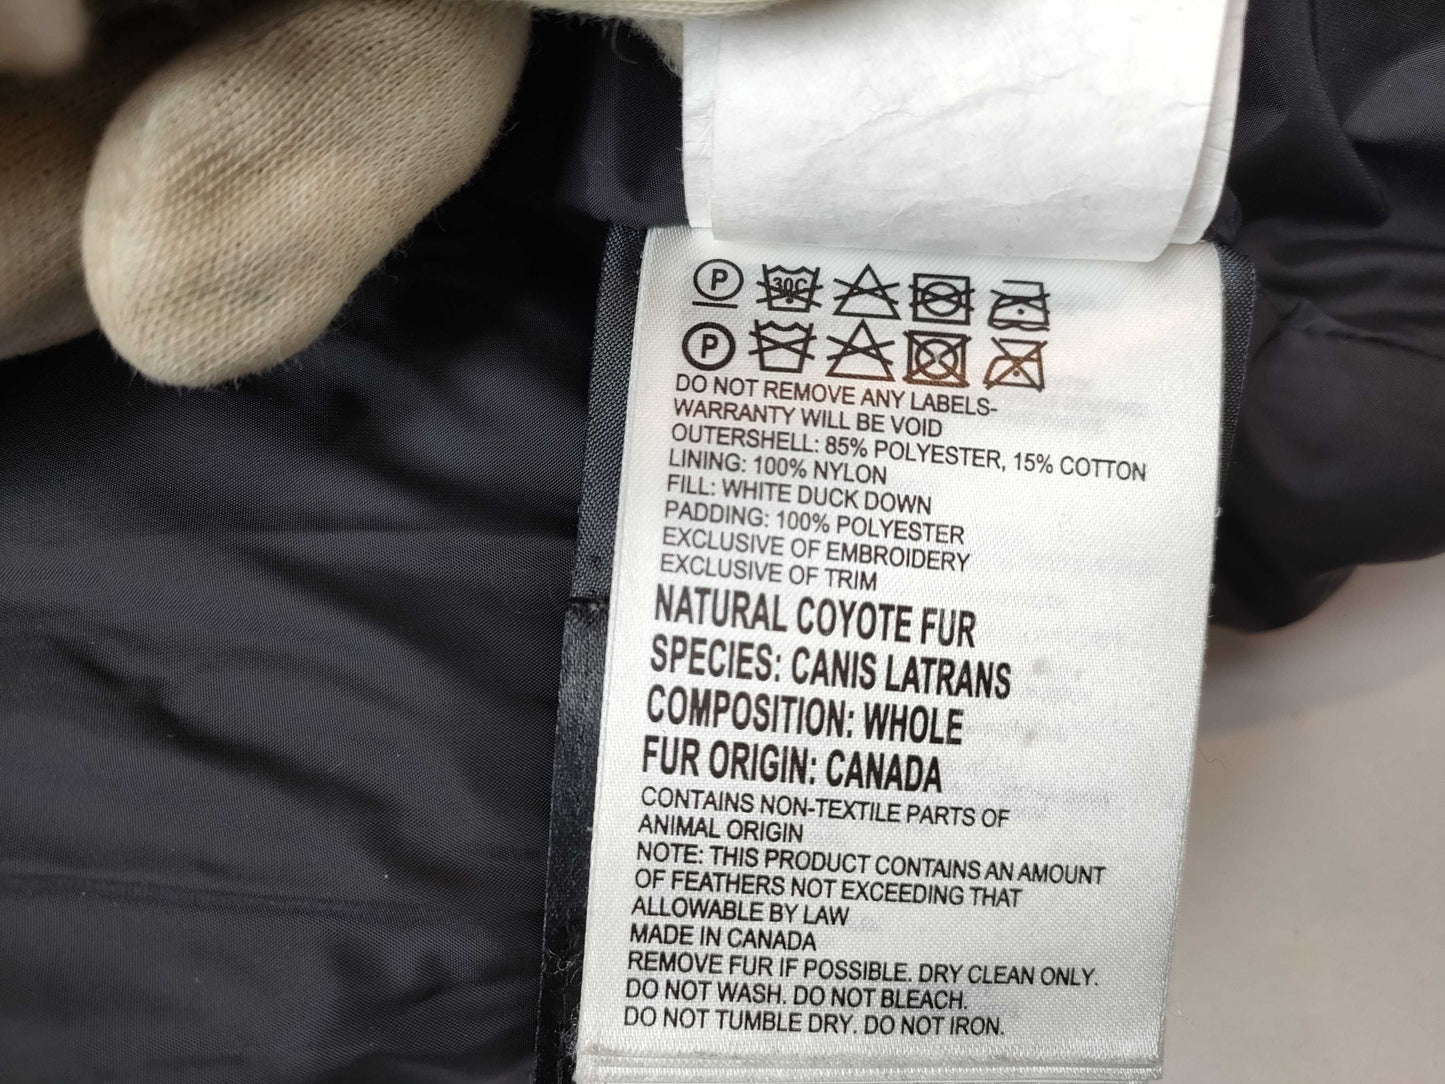 P 30C
P
DO NOT REMOVE ANY LABELS-
WARRANTY WILL BE VOID
OUTERSHELL: 85% POLYESTER, 15% COTTON
LINING: 100% NYLON
FILL: WHITE DUCK DOWN
PADDING: 100% POLYESTER
EXCLUSIVE OF EMBROIDERY
EXCLUSIVE OF TRIM
NATURAL COYOTE FUR
SPECIES: CANIS LATRANS
COMPOSITION: WHOLE
FUR ORIGIN: CANADA
CONTAINS NON-TEXTILE PARTS OF
ANIMAL ORIGIN
NOTE: THIS PRODUCT CONTAINS AN AMOUNT
OF FEATHERS NOT EXCEEDING THAT
ALLOWABLE BY LAW
MADE IN CANADA
REMOVE FUR IF POSSIBLE. DRY CLEAN ONLY.
DO NOT WASH. DO NOT BLEACH.
DO NOT TUMBLE DRY. DO NOT IRON.